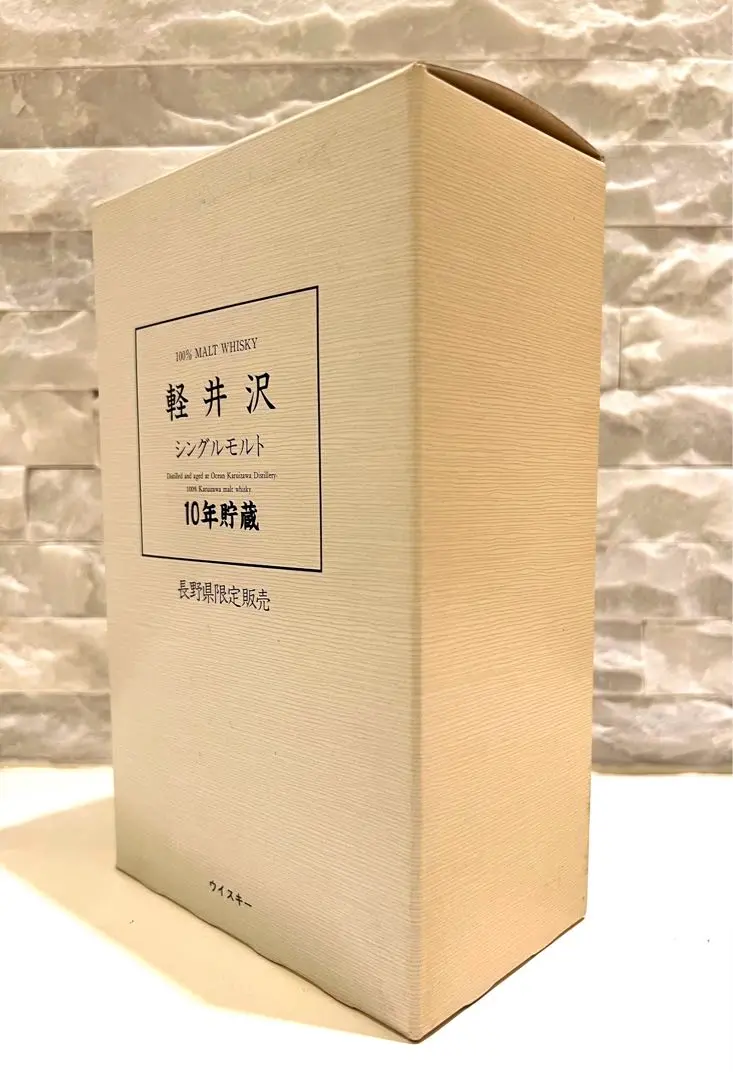 100% MALT WHISKY
軽井沢
シングルモルト
Distilled and aged at Ocean Karuizawa Distillery.
100% Karuizawa malt whisky.
10年貯蔵
長野県限定販売
ウイスキー